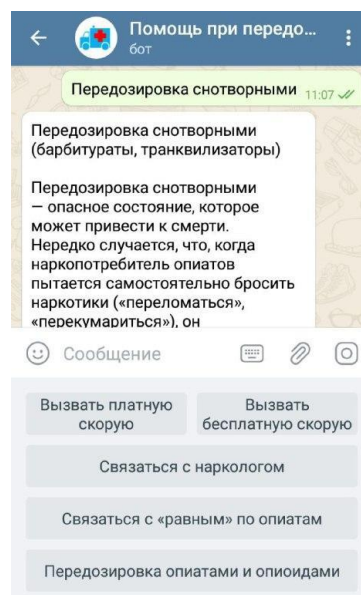 Помощь при передо...
бот
Передозировка снотворными 11:07
Передозировка снотворными
(барбитураты, транквилизаторы)
Передозировка снотворными
— опасное состояние, которое
может привести к смерти.
Нередко случается, что, когда
наркопотребитель опиатов
пытается самостоятельно бросить
наркотики («переломаться»,
«перекумариться»), он
Сообщение
Вызвать платную
скорую
Вызвать
бесплатную скорую
Связаться с наркологом
Связаться с «равным» по опиатам
Передозировка опиатами и опиоидами